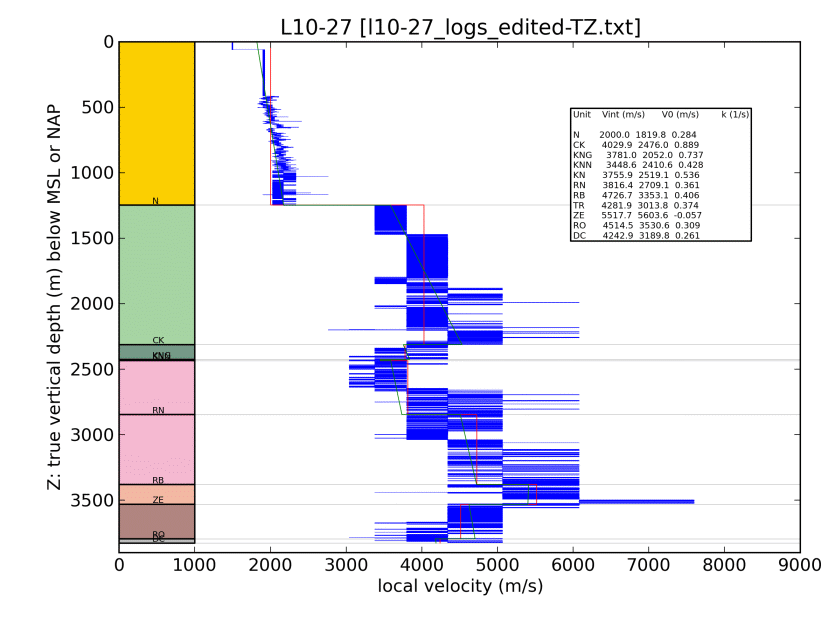 L10-27 [l10-27_logs_edited-TZ.txt]
Z: true vertical depth (m) below MSL or NAP
0
500
1000
1500
2000
2500
3000
3500
N
CK
KNG
RN
RB
ZE
RO
DC
Unit Vint (m/s) V0 (m/s) k (1/s)
N 2000.0 1819.8 0.284
CK 4029.9 2476.0 0.889
KNG 3781.0 2052.0 0.737
KNN 3448.6 2410.6 0.428
KN 3755.9 2519.1 0.536
RN 3816.4 2709.1 0.361
RB 4726.7 3353.1 0.406
TR 4281.9 3013.8 0.374
ZE 5517.7 5603.6 -0.057
RO 4514.5 3530.6 0.309
DC 4242.9 3189.8 0.261
0 1000 2000 3000 4000 5000 6000 7000 8000 9000
local velocity (m/s)